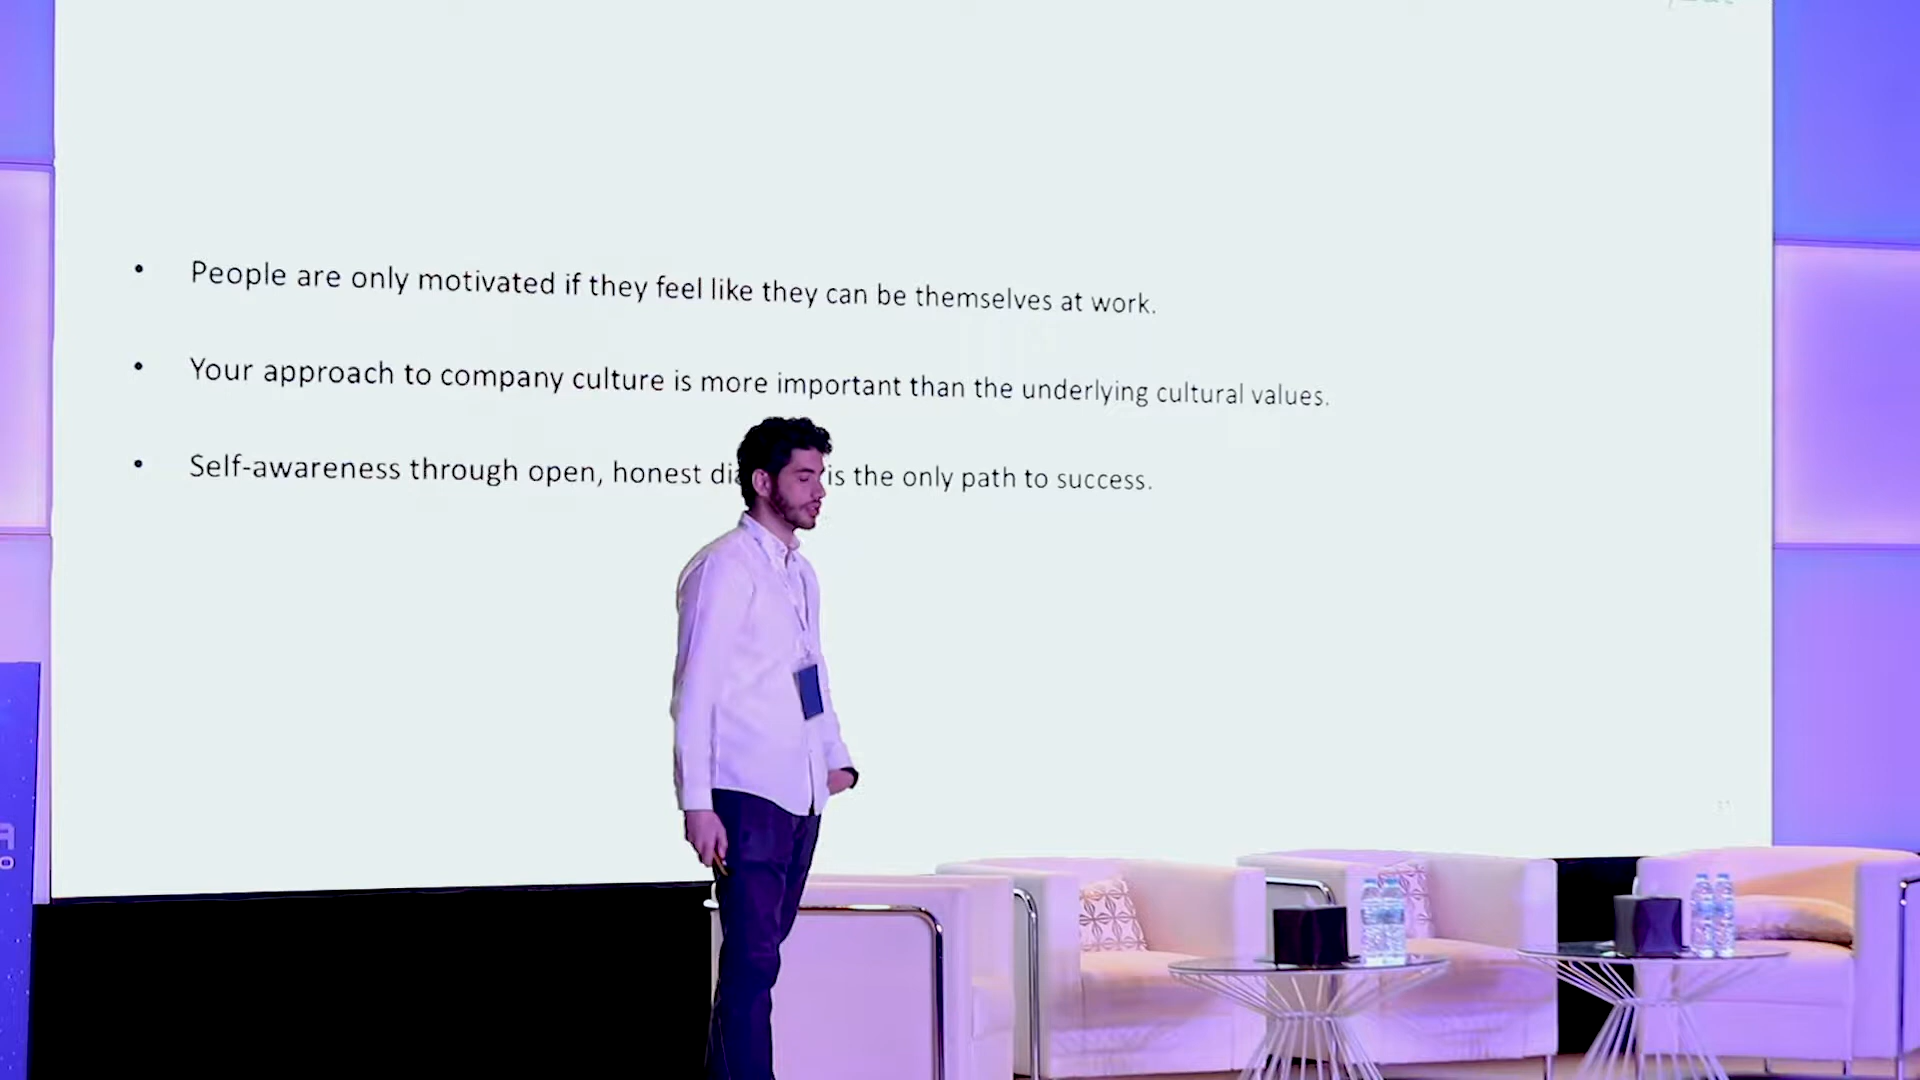 • People are only motivated if they feel like they can be themselves at work.
• Your approach to company culture is more important than the underlying cultural values.
• Self-awareness through open, honest is the only path to success.
A
O